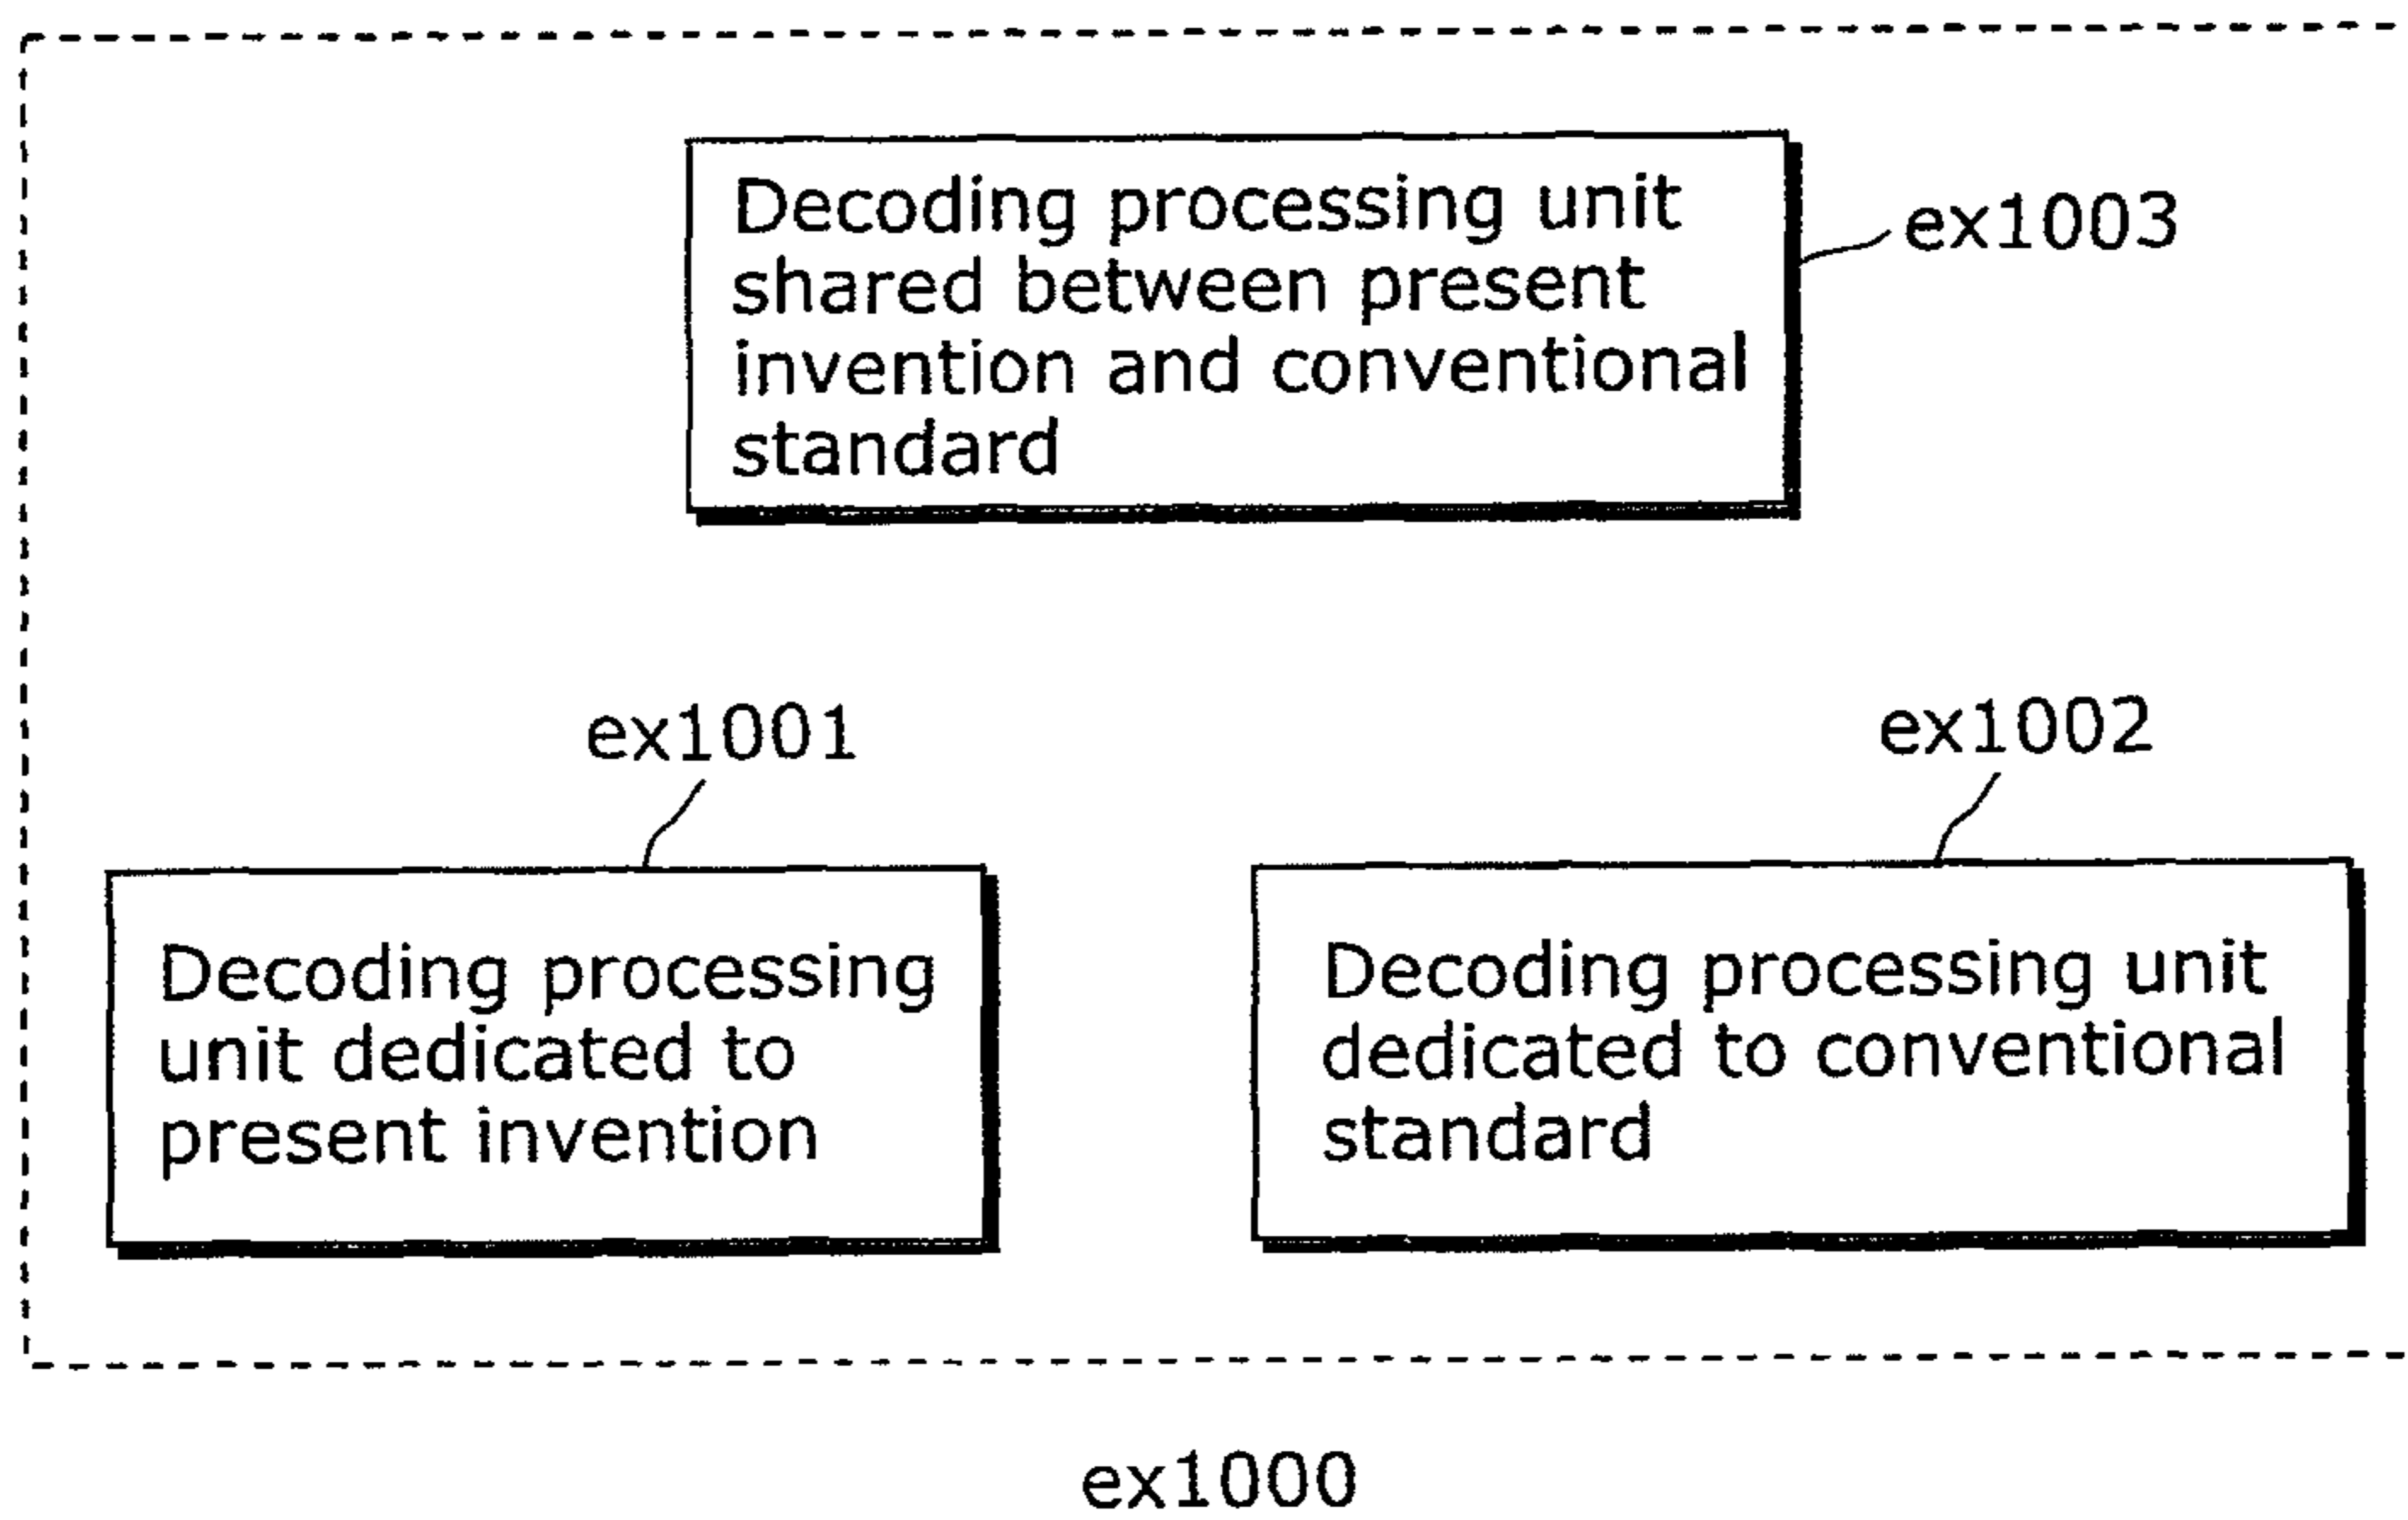 Decoding processing unit
shared between present
invention and conventional
standard
ex1003
ex1001
ex1002
Decoding processing
unit dedicated to
present invention
Decoding processing unit
dedicated to conventional
standard
ex1000